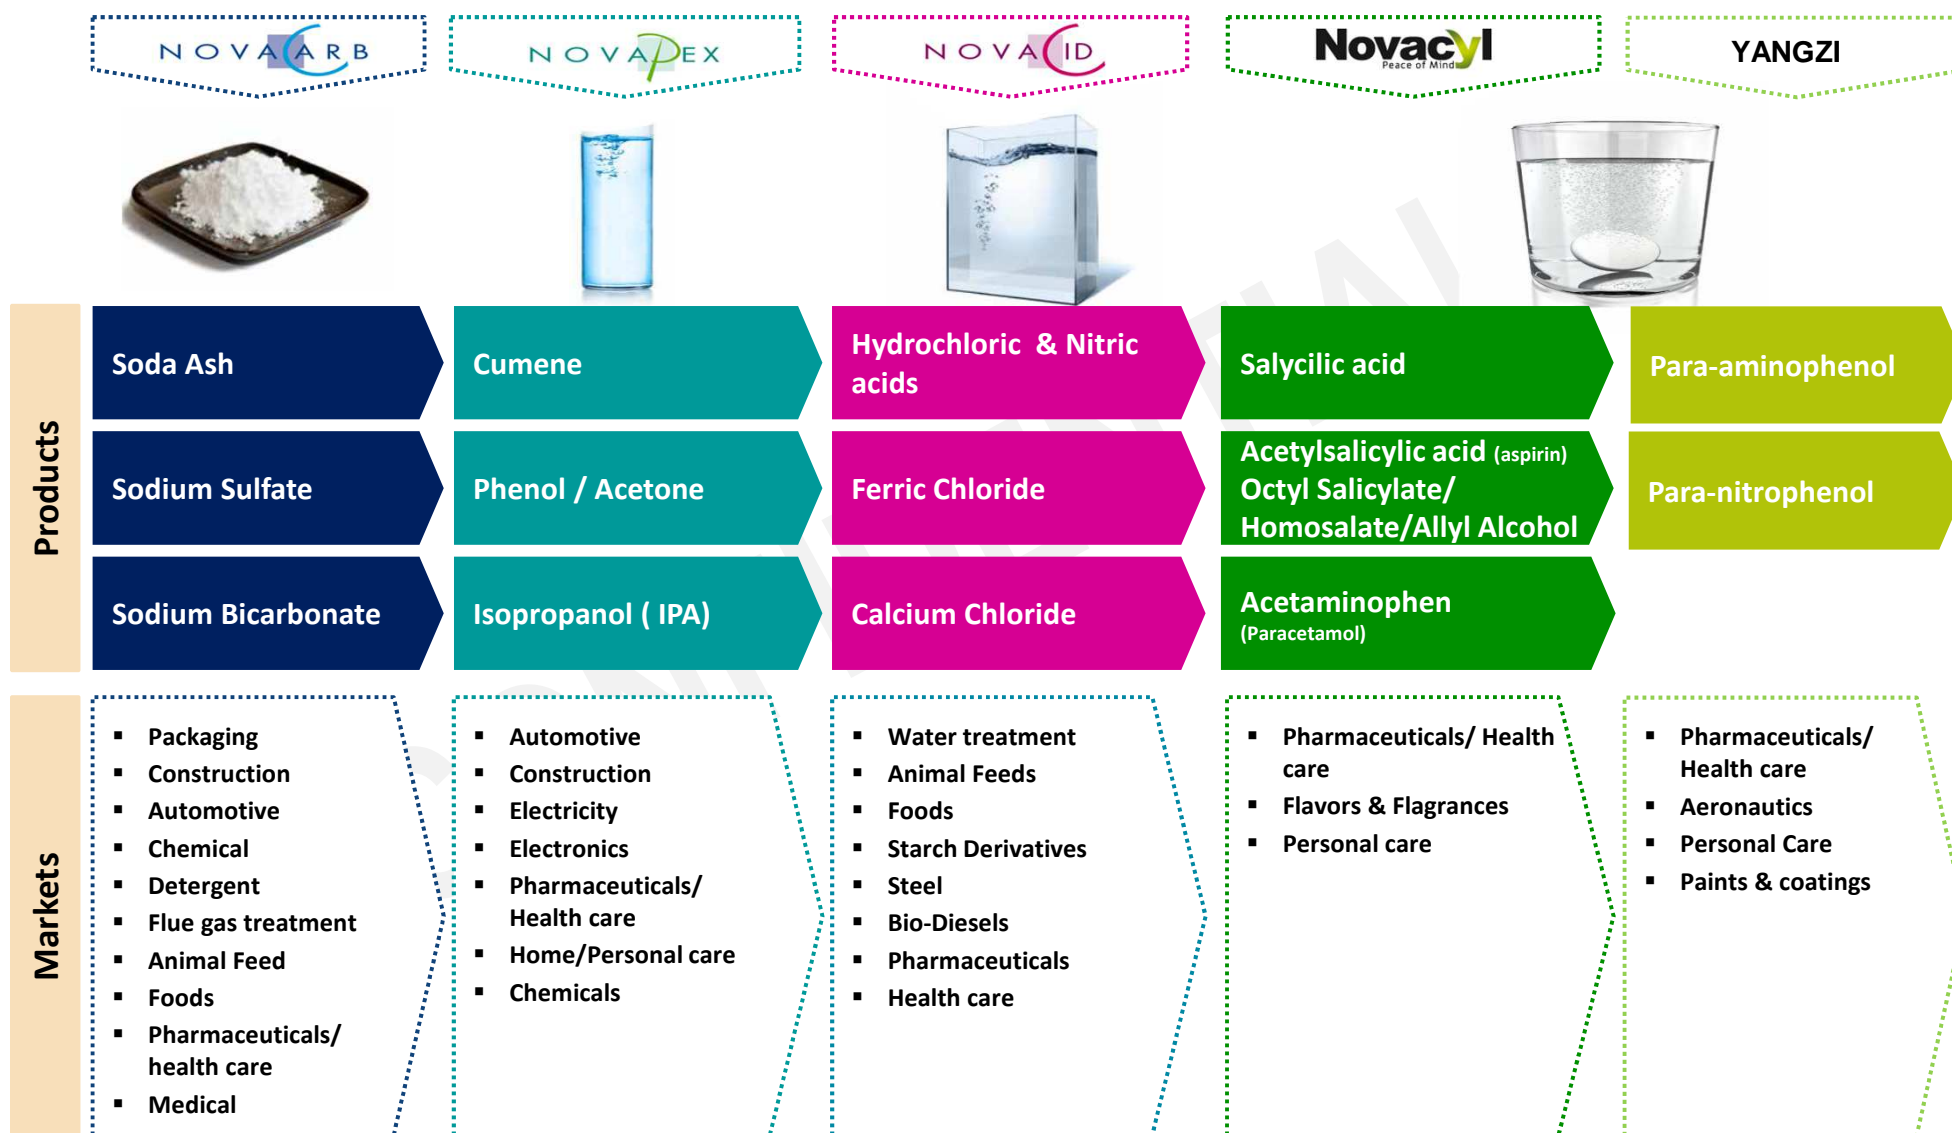 NOVACARB
NOVAPEX
NOVACID
Novacyl
Peace of Mind
YANGZI
Products
Soda Ash
Cumene
Hydrochloric & Nitric
acids
Salycilic acid
Para-aminophenol
Sodium Sulfate
Phenol / Acetone
Ferric Chloride
Acetylsalicylic acid (aspirin)
Octyl Salicylate/
Homosalate/Allyl Alcohol
Para-nitrophenol
Sodium Bicarbonate
Isopropanol ( IPA)
Calcium Chloride
Acetaminophen
(Paracetamol)
Markets
▪ Packaging
▪ Construction
▪ Automotive
▪ Chemical
▪ Detergent
▪ Flue gas treatment
▪ Animal Feed
▪ Foods
▪ Pharmaceuticals/
health care
▪ Medical
▪ Automotive
▪ Construction
▪ Electricity
▪ Electronics
▪ Pharmaceuticals/
Health care
▪ Home/Personal care
▪ Chemicals
▪ Water treatment
▪ Animal Feeds
▪ Foods
▪ Starch Derivatives
▪ Steel
▪ Bio-Diesels
▪ Pharmaceuticals
▪ Health care
▪ Pharmaceuticals/ Health
care
▪ Flavors & Flagrances
▪ Personal care
▪ Pharmaceuticals/
Health care
▪ Aeronautics
▪ Personal Care
▪ Paints & coatings
CONFIDENTIAL